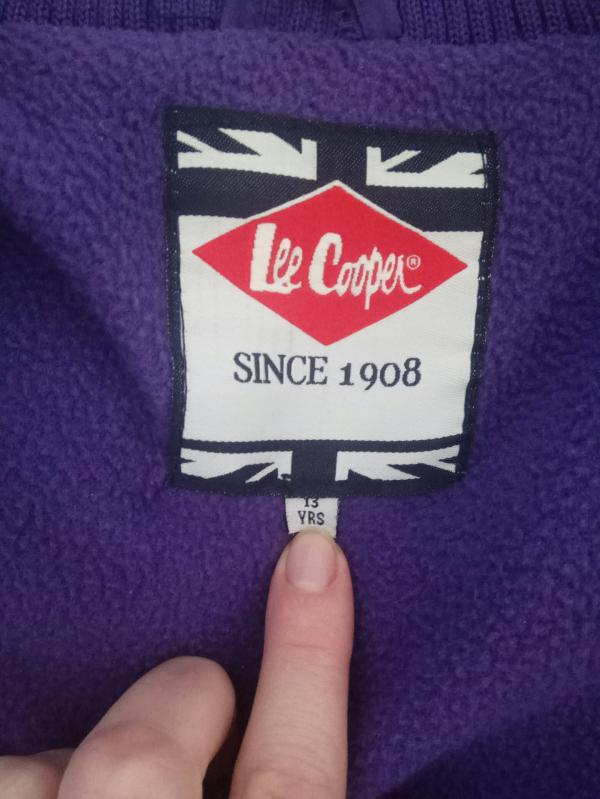 Lee Cooper®
SINCE 1908
13
YRS